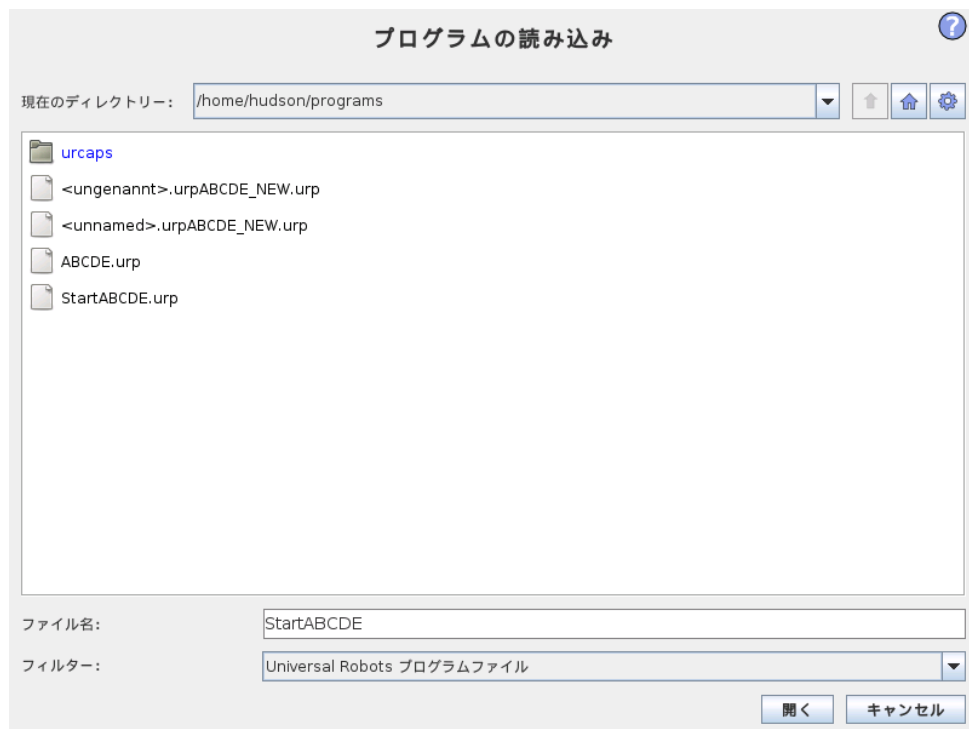 プログラムの読み込み
?
現在のディレクトリー: /home/hudson/programs
urcaps
<ungenannt>.urpABCDE_NEW.urp
<unnamed>.urpABCDE_NEW.urp
ABCDE.urp
StartABCDE.urp
ファイル名: StartABCDE
フィルター: Universal Robots プログラムファイル
開く キャンセル